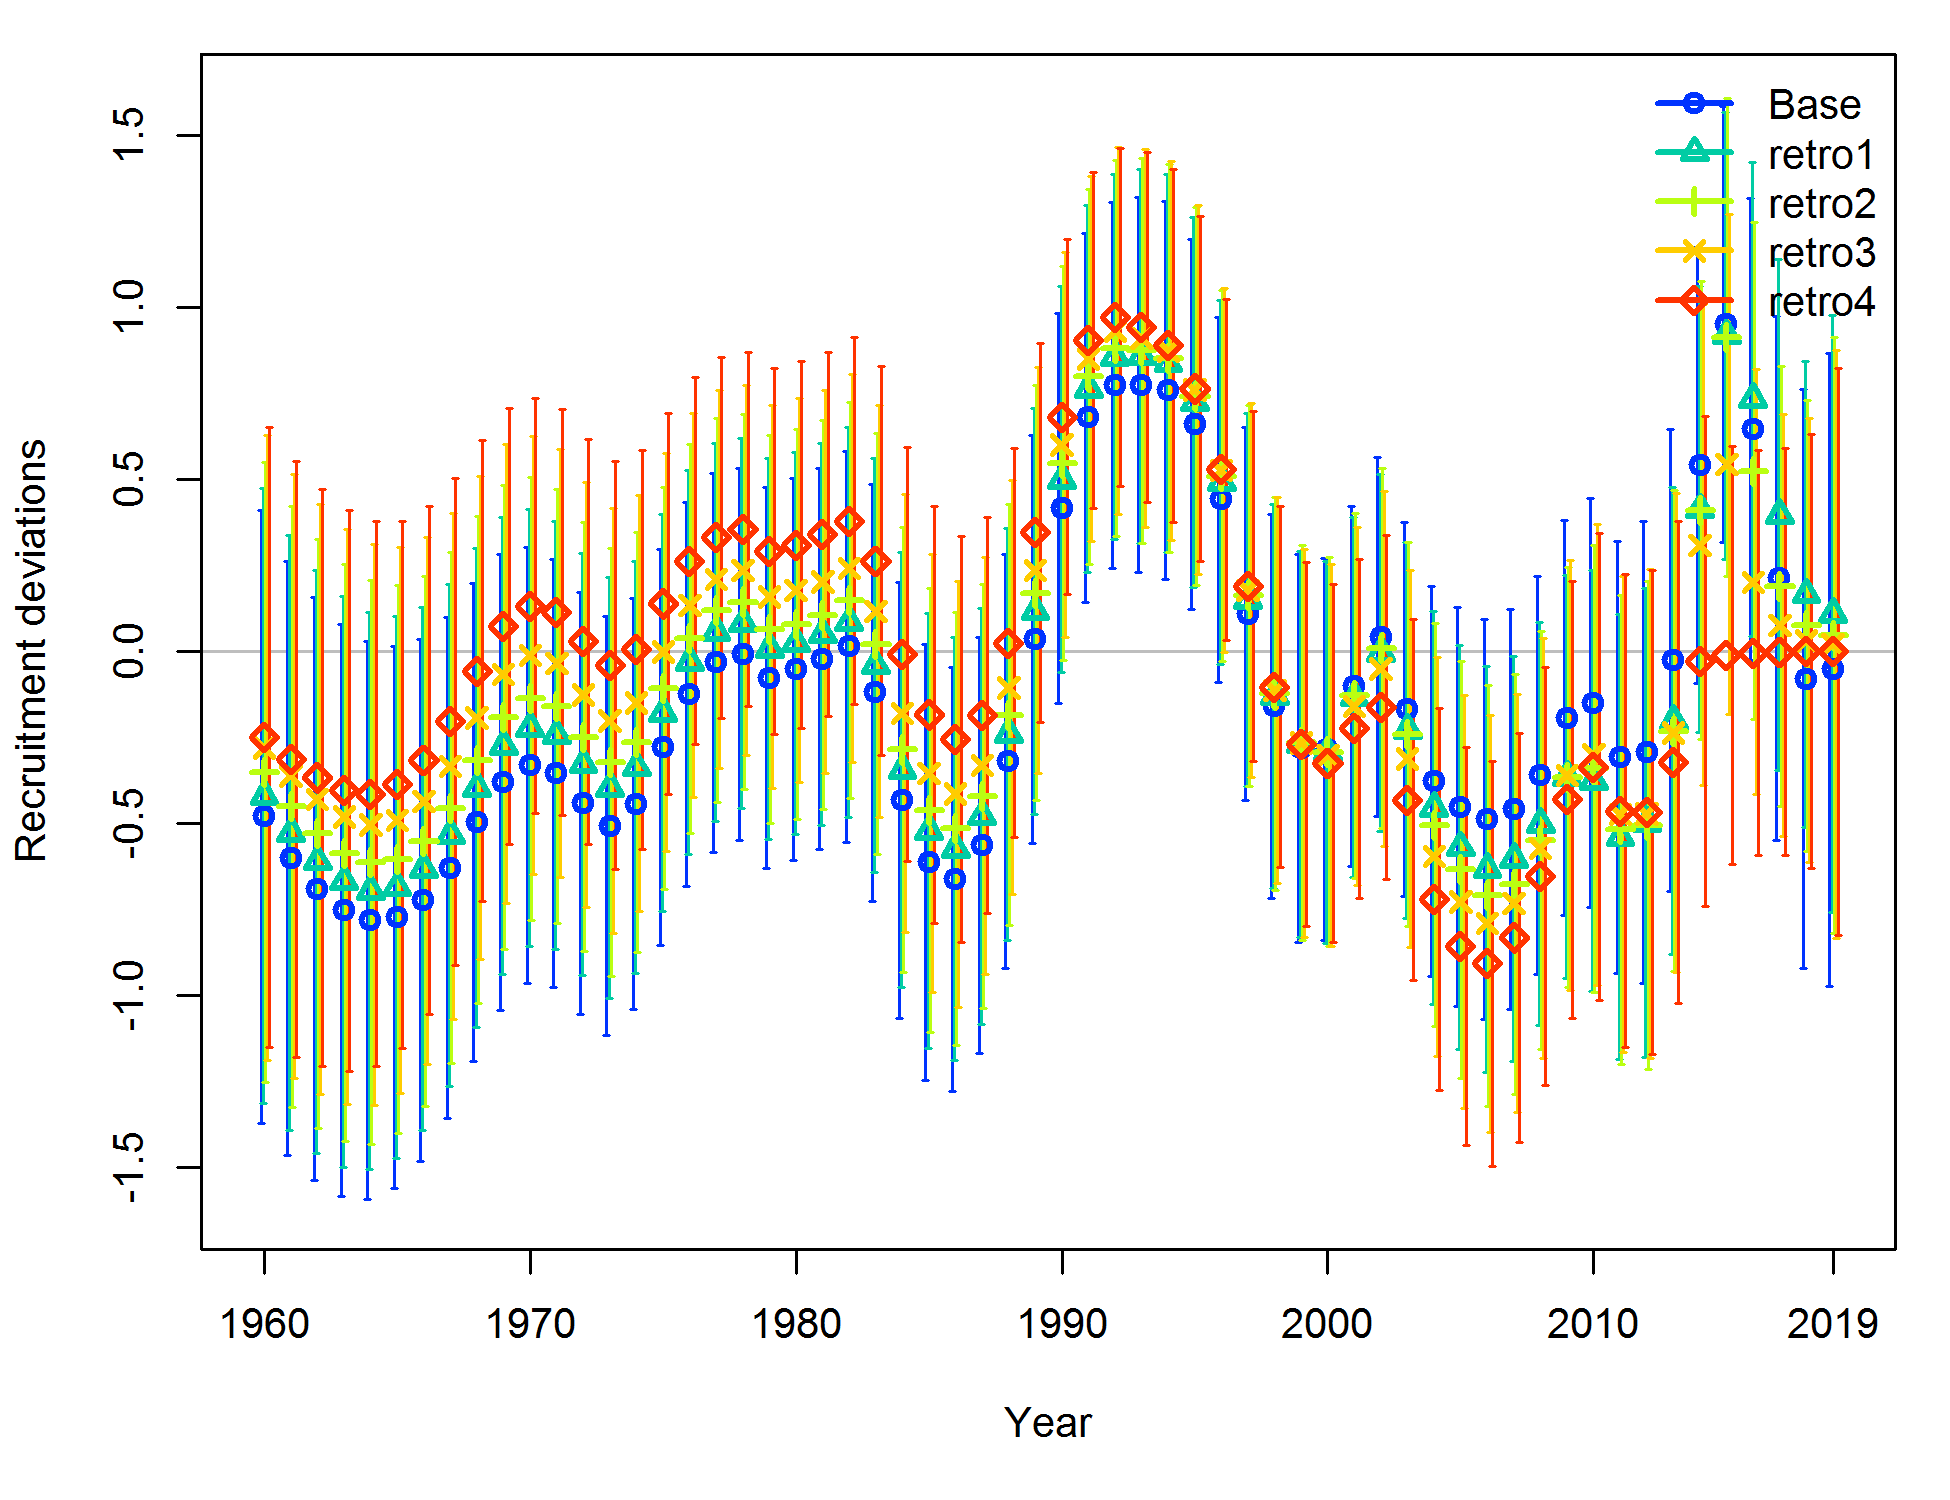 Base
retro1
retro2
retro3
retro4
Recruitment deviations
1.5
1.0
0.5
0.0
-0.5
-1.0
-1.5
1960 1970 1980 1990 2000 2010 2019
Year